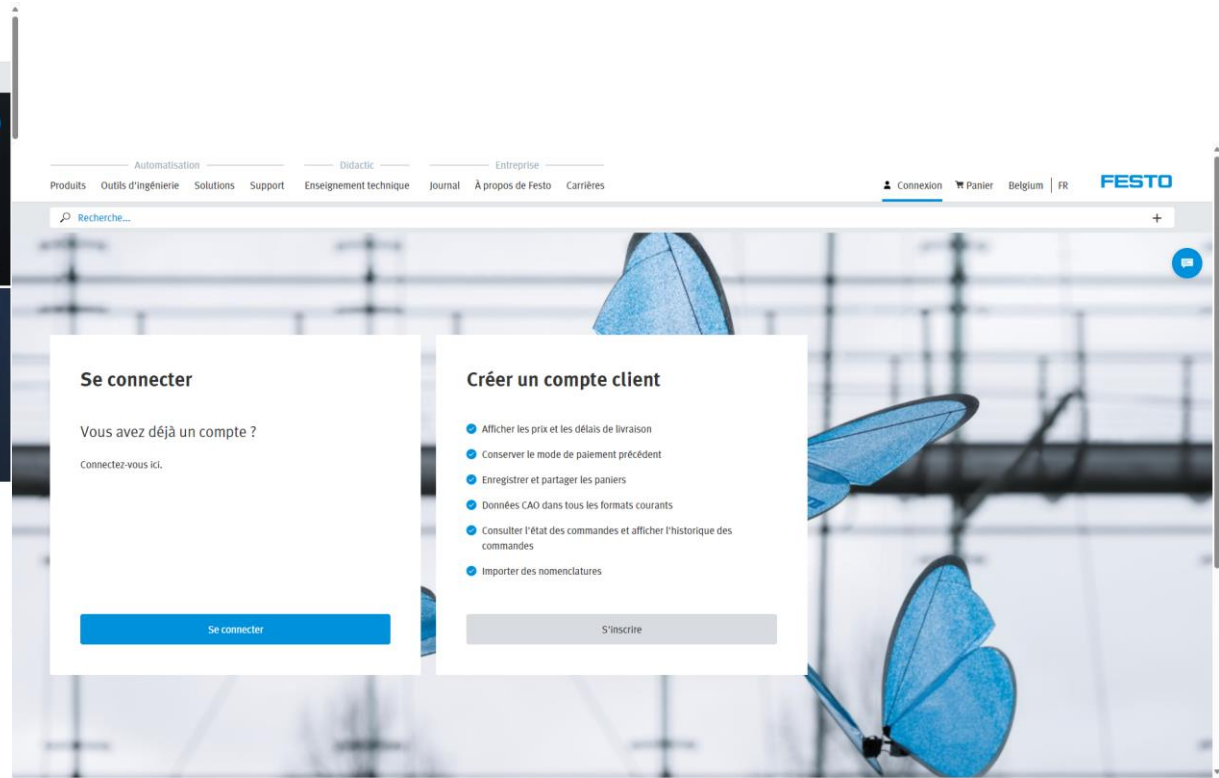 Automatisation Didactic Entreprise
Produits Outils d'ingénierie Solutions Support Enseignement technique Journal À propos de Festo Carrières Connexion Panier Belgium | FR FESTO
Recherche...
Se connecter
Vous avez déjà un compte ?
Connectez-vous ici.
Se connecter
Créer un compte client
Afficher les prix et les délais de livraison
Conserver le mode de paiement précédent
Enregistrer et partager les paniers
Données CAO dans tous les formats courants
Consulter l'état des commandes et afficher l'historique des
commandes
Importer des nomenclatures
S'inscrire